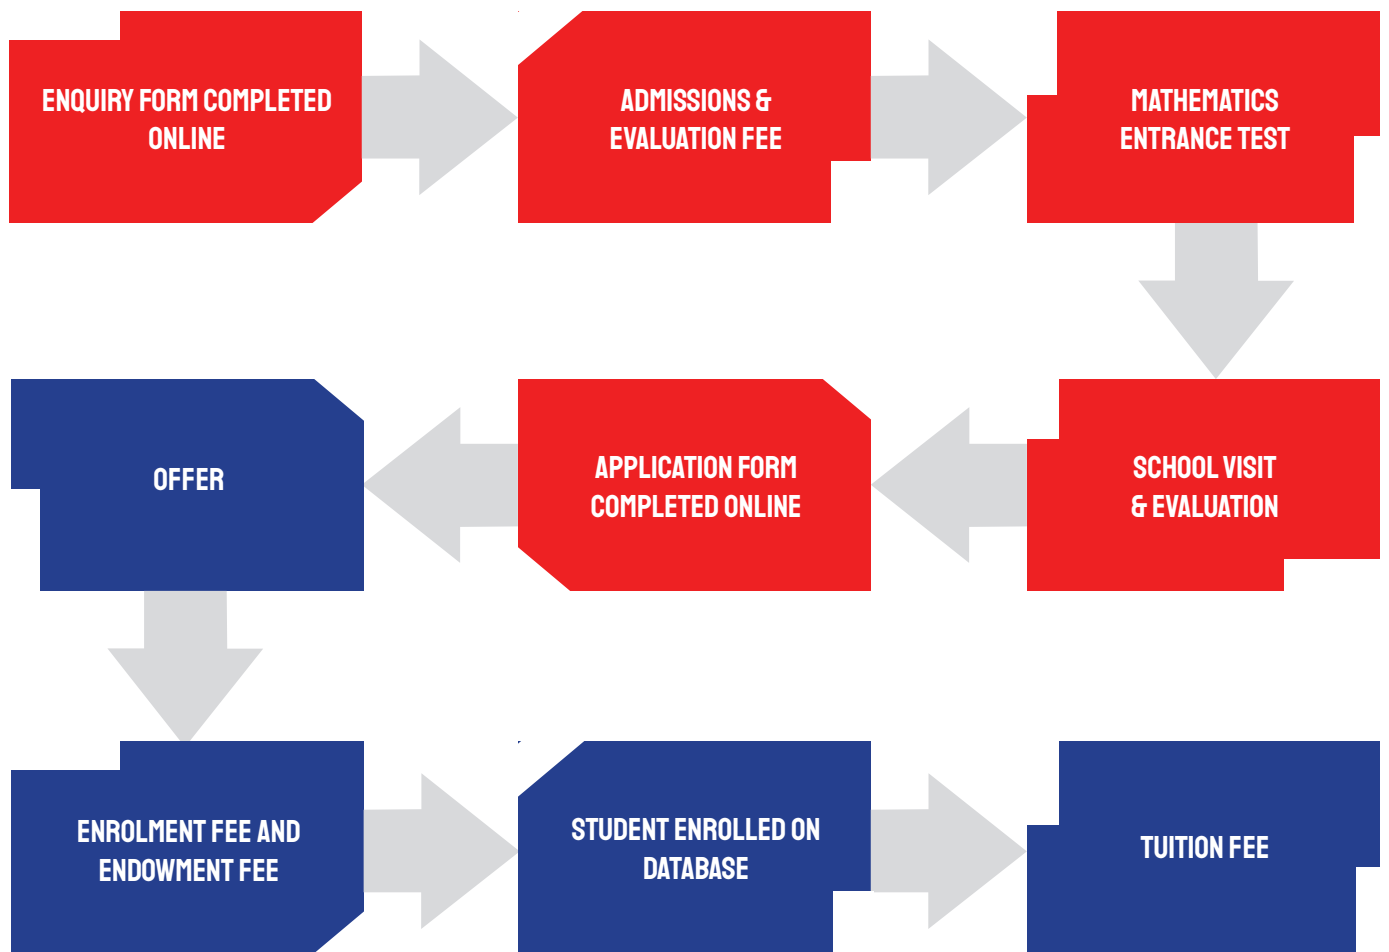 ENQUIRY FORM COMPLETED
ONLINE
ADMISSIONS &
EVALUATION FEE
MATHEMATICS
ENTRANCE TEST
SCHOOL VISIT
& EVALUATION
APPLICATION FORM
COMPLETED ONLINE
OFFER
ENROLMENT FEE AND
ENDOWMENT FEE
STUDENT ENROLLED ON
DATABASE
TUITION FEE